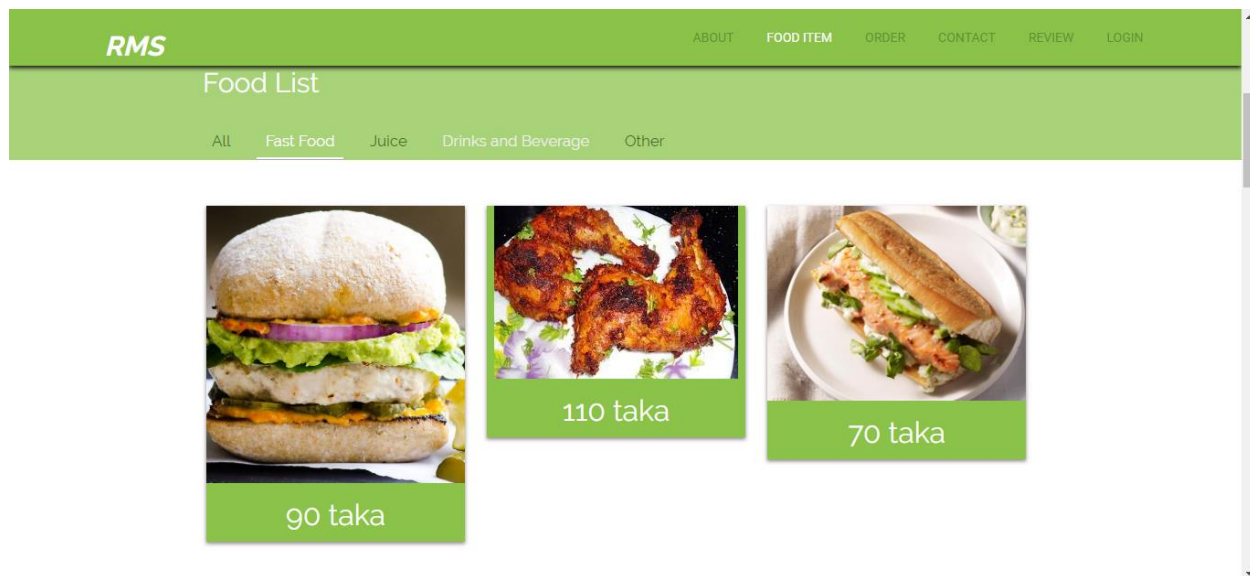 RMS ABOUT FOOD ITEM ORDER CONTACT REVIEW LOGIN
Food List
All Fast Food Juice Drinks and Beverage Other
110 taka
70 taka
90 taka